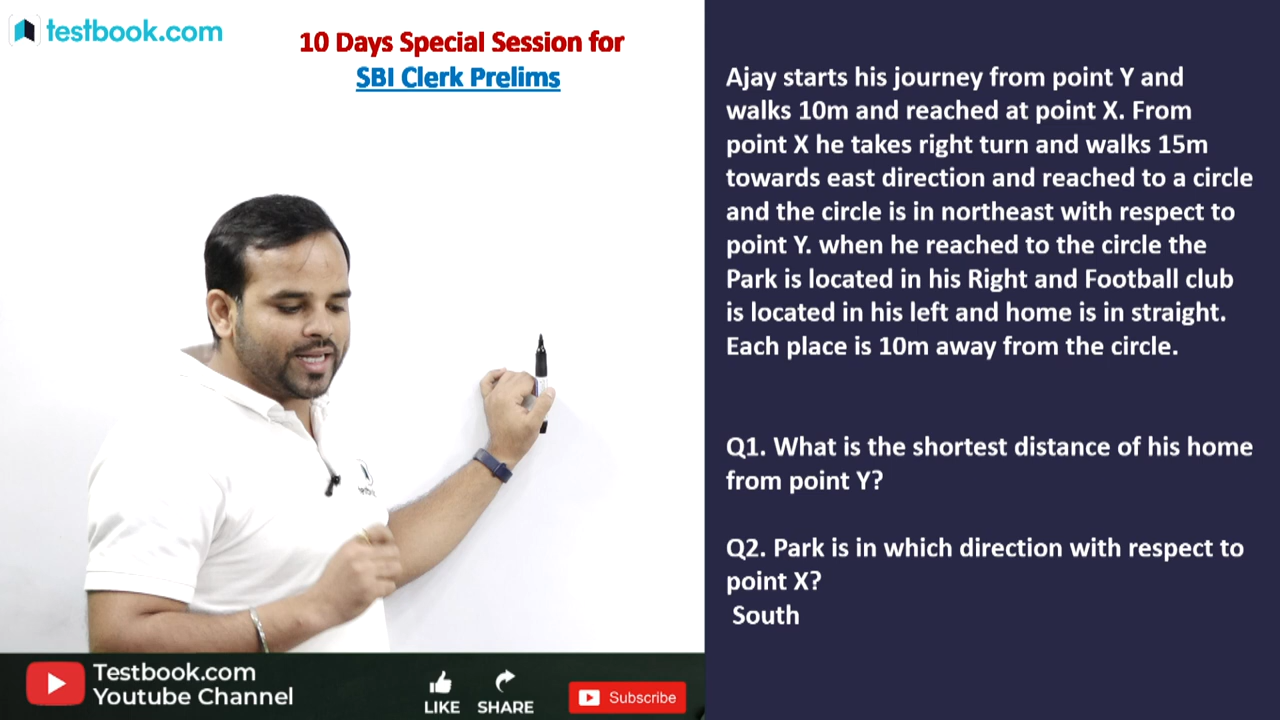 testbook.com
10 Days Special Session for
SBI Clerk Prelims
Ajay starts his journey from point Y and
walks 10m and reached at point X. From
point X he takes right turn and walks 15m
towards east direction and reached to a circle
and the circle is in northeast with respect to
point Y. when he reached to the circle the
Park is located in his Right and Football club
is located in his left and home is in straight.
Each place is 10m away from the circle.
Q1. What is the shortest distance of his home
from point Y?
Q2. Park is in which direction with respect to
point X?
South
Testbook.com
Youtube Channel
LIKE
SHARE
Subscribe